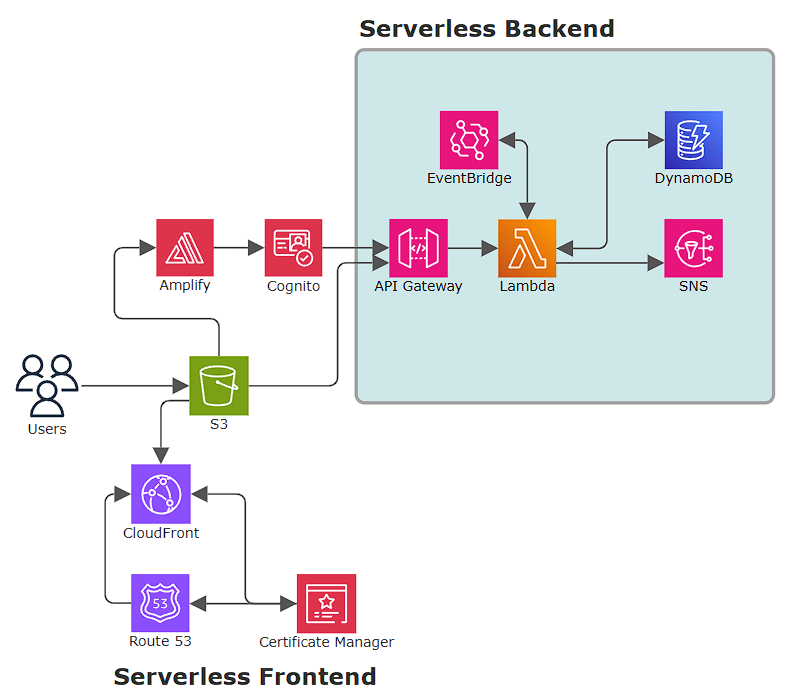 Serverless Backend
EventBridge
DynamoDB
Amplify
Cognito
API Gateway
Lambda
SNS
Users
S3
CloudFront
53
Route 53
Certificate Manager
Serverless Frontend